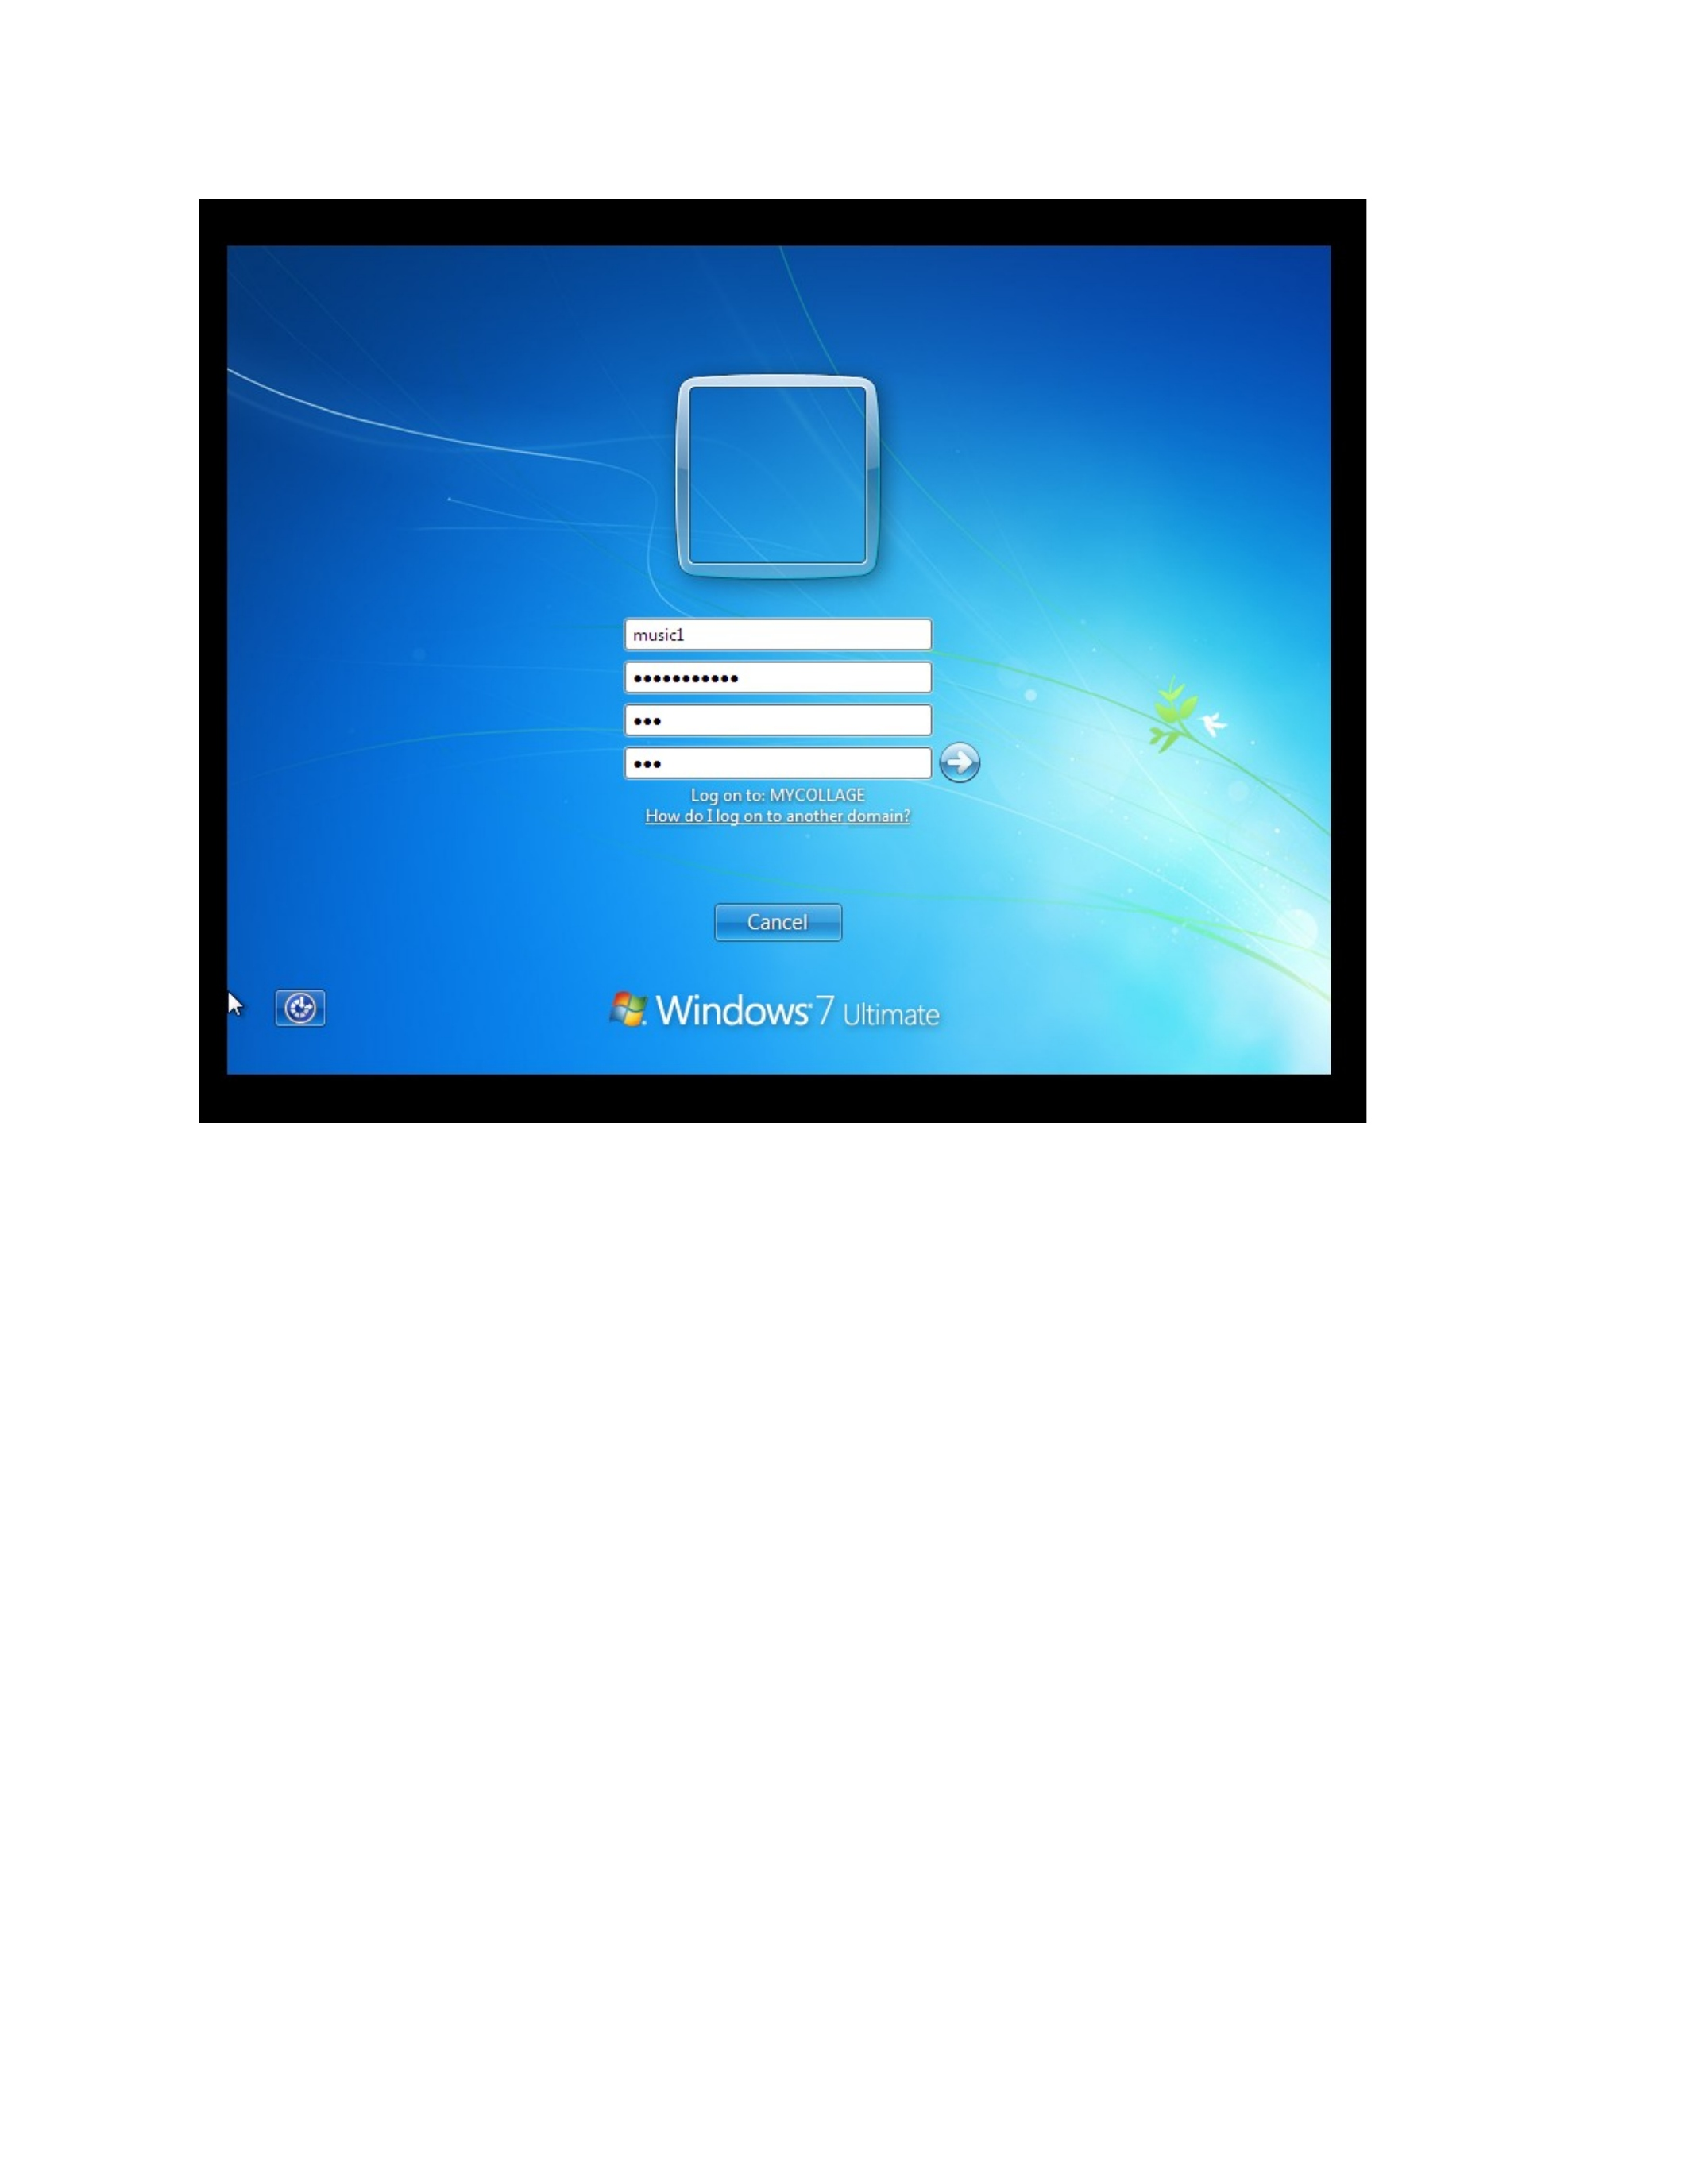 music1
•••••••••••
•••
•••
Log on to: MYCOLLAGE
How do I log on to another domain?
Cancel
Windows 7 Ultimate